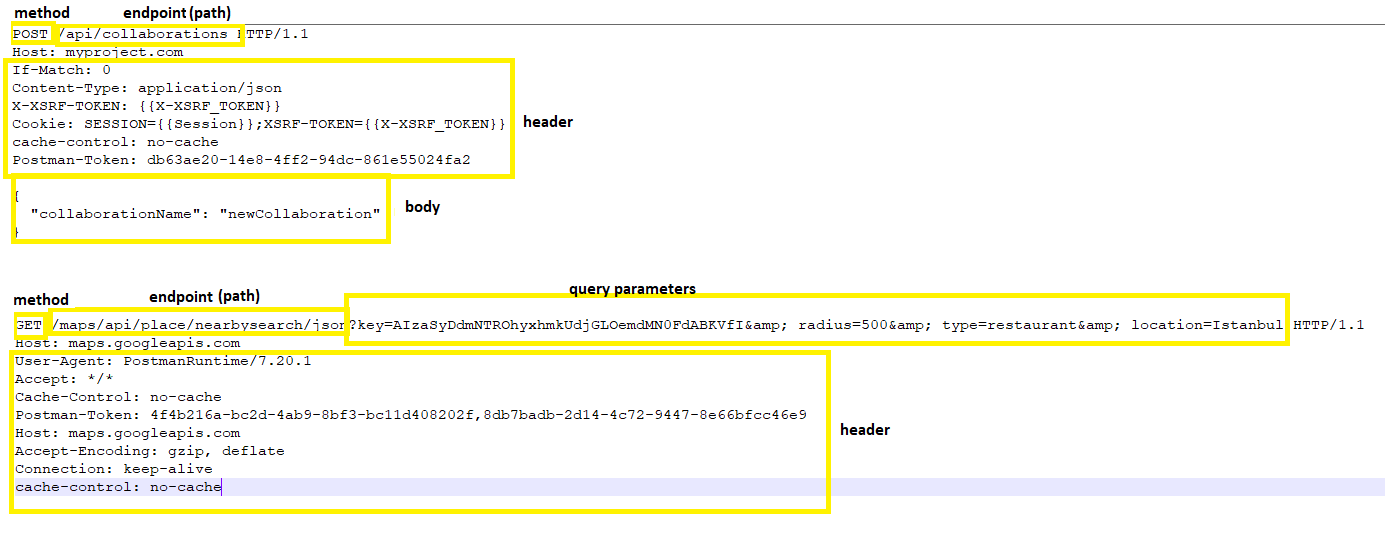 method endpoint (path)
POST /api/collaborations HTTP/1.1
Host: myproject.com
If-Match: 0
Content-Type: application/json
X-XSRF-TOKEN: {{X-XSRF_TOKEN}}
Cookie: SESSION={{Session}};XSRF-TOKEN={{X-XSRF_TOKEN}}
header
cache-control: no-cache
Postman-Token: db63ae20-14e8-4ff2-94dc-861e55024fa2
{
"collaborationName": "newCollaboration"
body
}
query parameters
method endpoint (path)
GET /maps/api/place/nearbysearch/json?key=AIzaSyDdmNTROhyxhmkUdjGLOemdMN0FdABKVfI&amp; radius=500&amp; type=restaurant&amp; location=Istanbul HTTP/1.1
Host: maps.googleapis.com
User-Agent: PostmanRuntime/7.20.1
Accept: */*
Cache-Control: no-cache
Postman-Token: 4f4b216a-bc2d-4ab9-8bf3-bc11d408202f,8db7badb-2d14-4c72-9447-8e66bfcc46e9
Host: maps.googleapis.com
header
Accept-Encoding: gzip, deflate
Connection: keep-alive
cache-control: no-cache